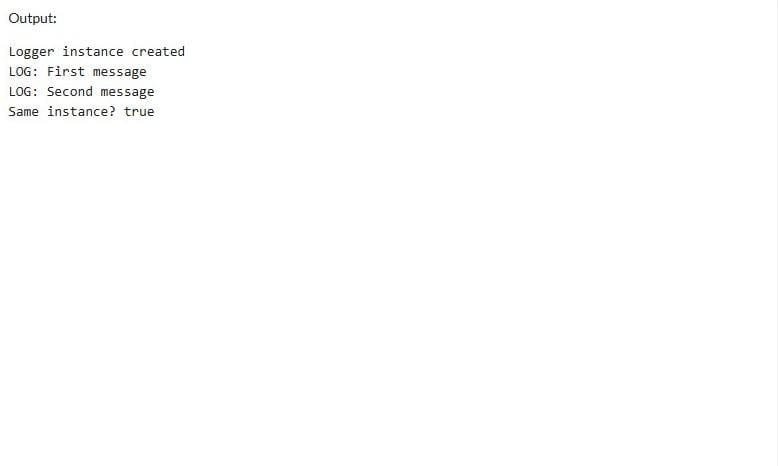 Output:
Logger instance created
LOG: First message
LOG: Second message
Same instance? true